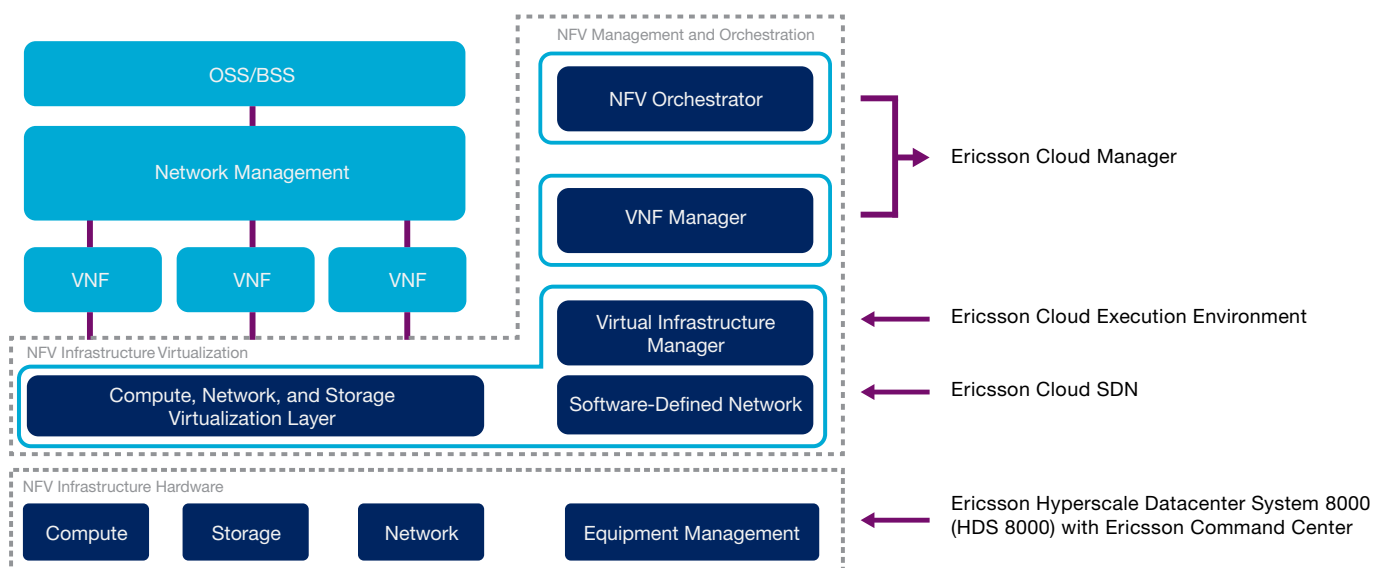 NFV Management and Orchestration
OSS/BSS
Network Management
VNF
VNF
VNF
NFV Orchestrator
VNF Manager
Ericsson Cloud Manager
Virtual Infrastructure
Manager
Ericsson Cloud Execution Environment
NFV Infrastructure Virtualization
Compute, Network, and Storage
Virtualization Layer
Software-Defined Network
Ericsson Cloud SDN
NFV Infrastructure Hardware
Compute
Storage
Network
Equipment Management
Ericsson Hyperscale Datacenter System 8000
(HDS 8000) with Ericsson Command Center